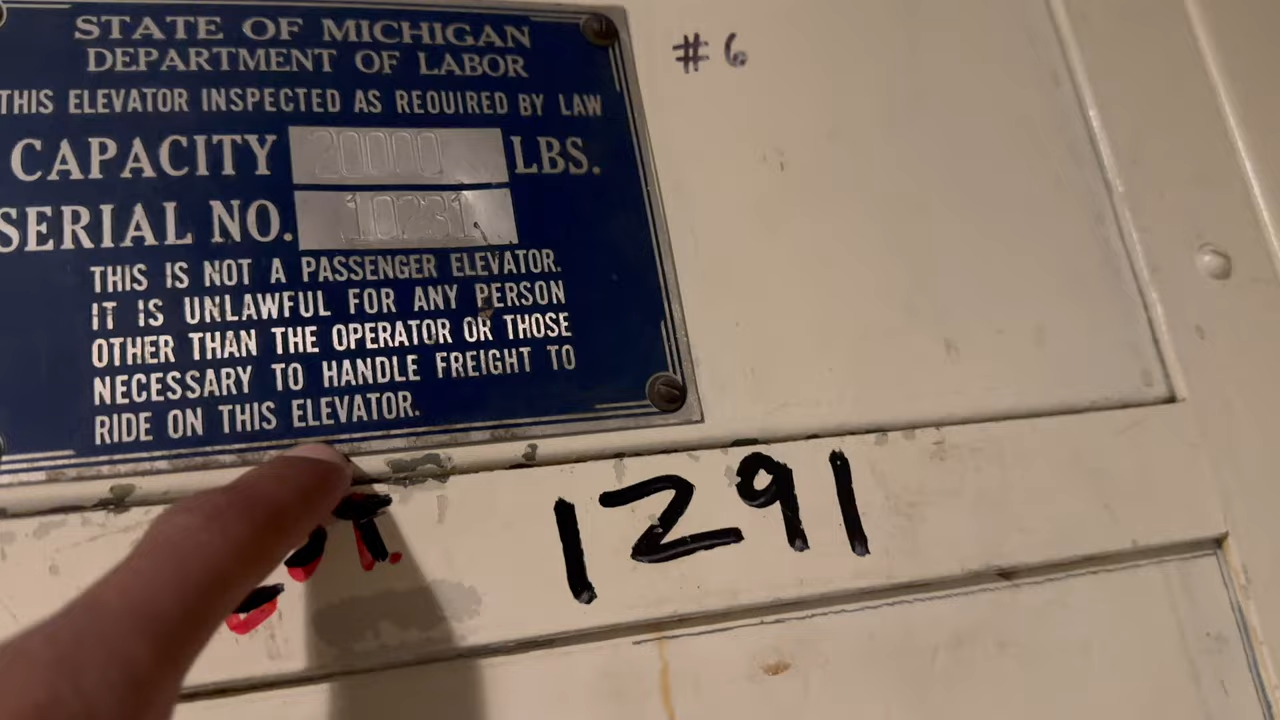 STATE OF MICHIGAN
DEPARTMENT OF LABOR
THIS ELEVATOR INSPECTED AS REQUIRED BY LAW
CAPACITY 20000 LBS.
SERIAL NO. 10231
THIS IS NOT A PASSENGER ELEVATOR.
IT IS UNLAWFUL FOR ANY PERSON
OTHER THAN THE OPERATOR OR THOSE
NECESSARY TO HANDLE FREIGHT TO
RIDE ON THIS ELEVATOR.
#6
1291